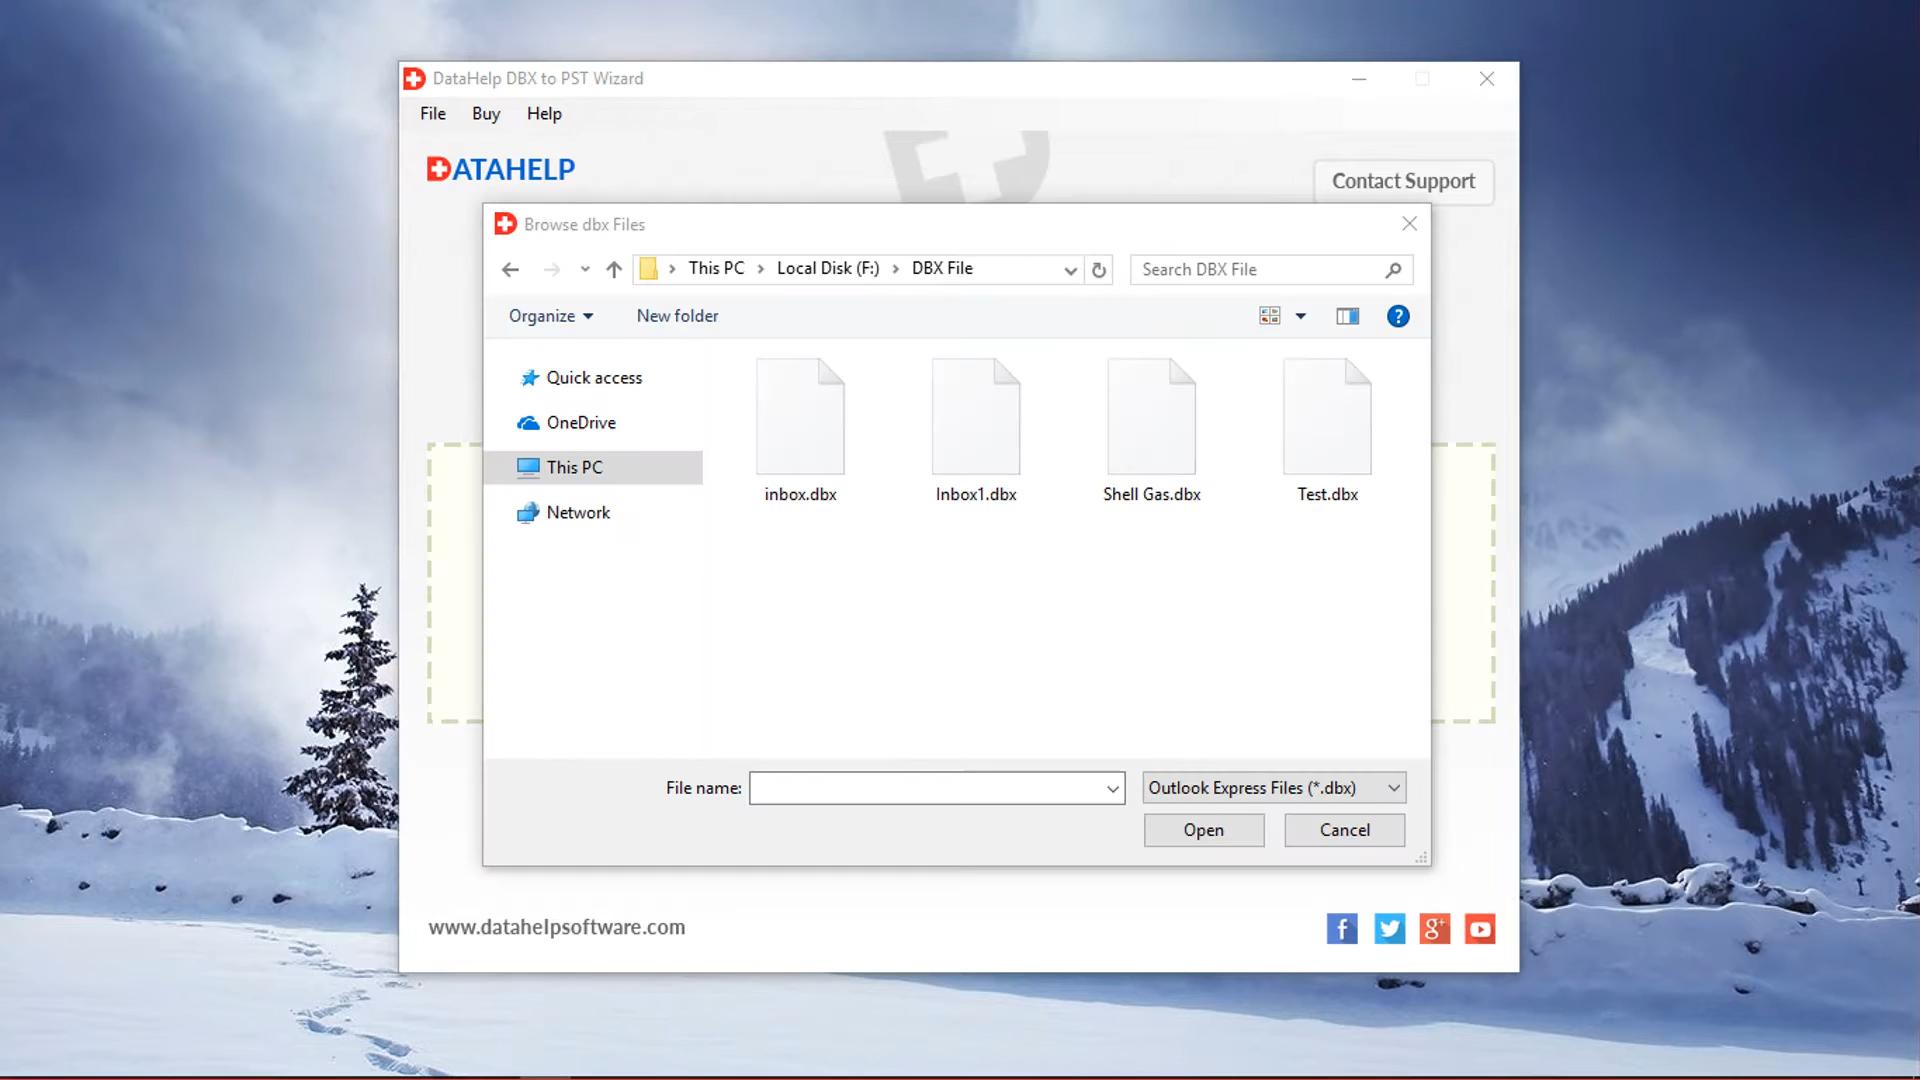 DataHelp DBX to PST Wizard
File Buy Help
DATAHELP
Contact Support
Browse dbx Files
This PC > Local Disk (F:) > DBX File
Search DBX File
Organize
New folder
?
Quick access
OneDrive
This PC
Network
inbox.dbx
Inbox1.dbx
Shell Gas.dbx
Test.dbx
File name:
Outlook Express Files (*.dbx)
Open
Cancel
www.datahelpsoftware.com
f
g+